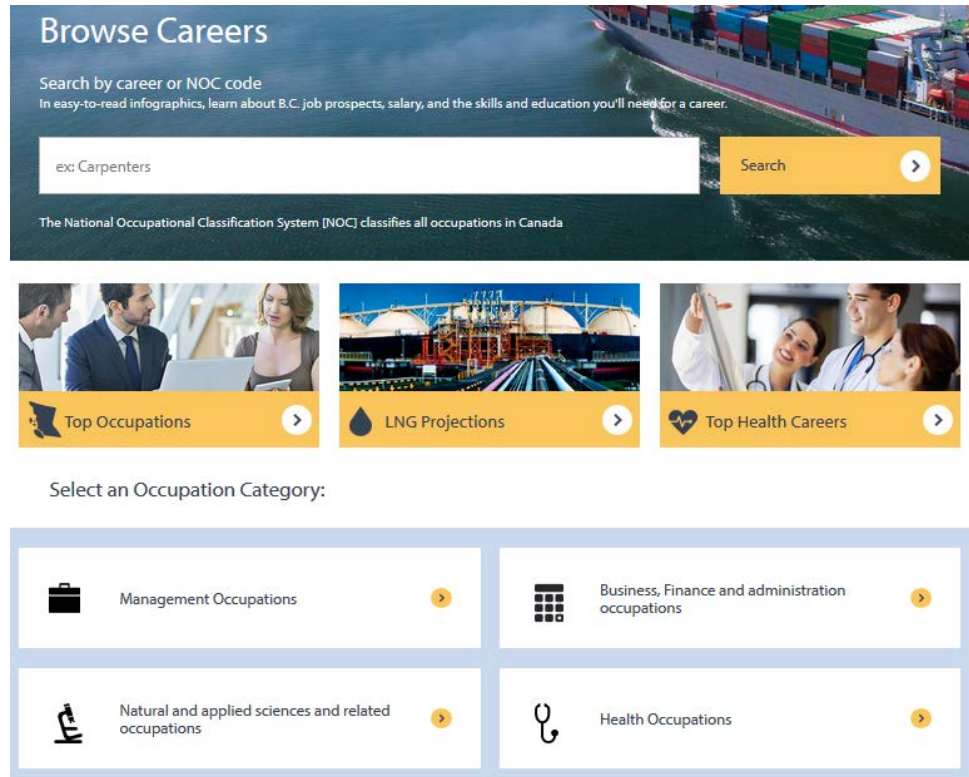 Browse Careers
Search by career or NOC code
In easy-to-read infographics, learn about B.C. job prospects, salary, and the skills and education you'll need for a career.
ex: Carpenters
Search
The National Occupational Classification System [NOC] classifies all occupations in Canada
Top Occupations
LNG Projections
Top Health Careers
Select an Occupation Category:
Management Occupations
Business, Finance and administration
occupations
Natural and applied sciences and related
occupations
Health Occupations